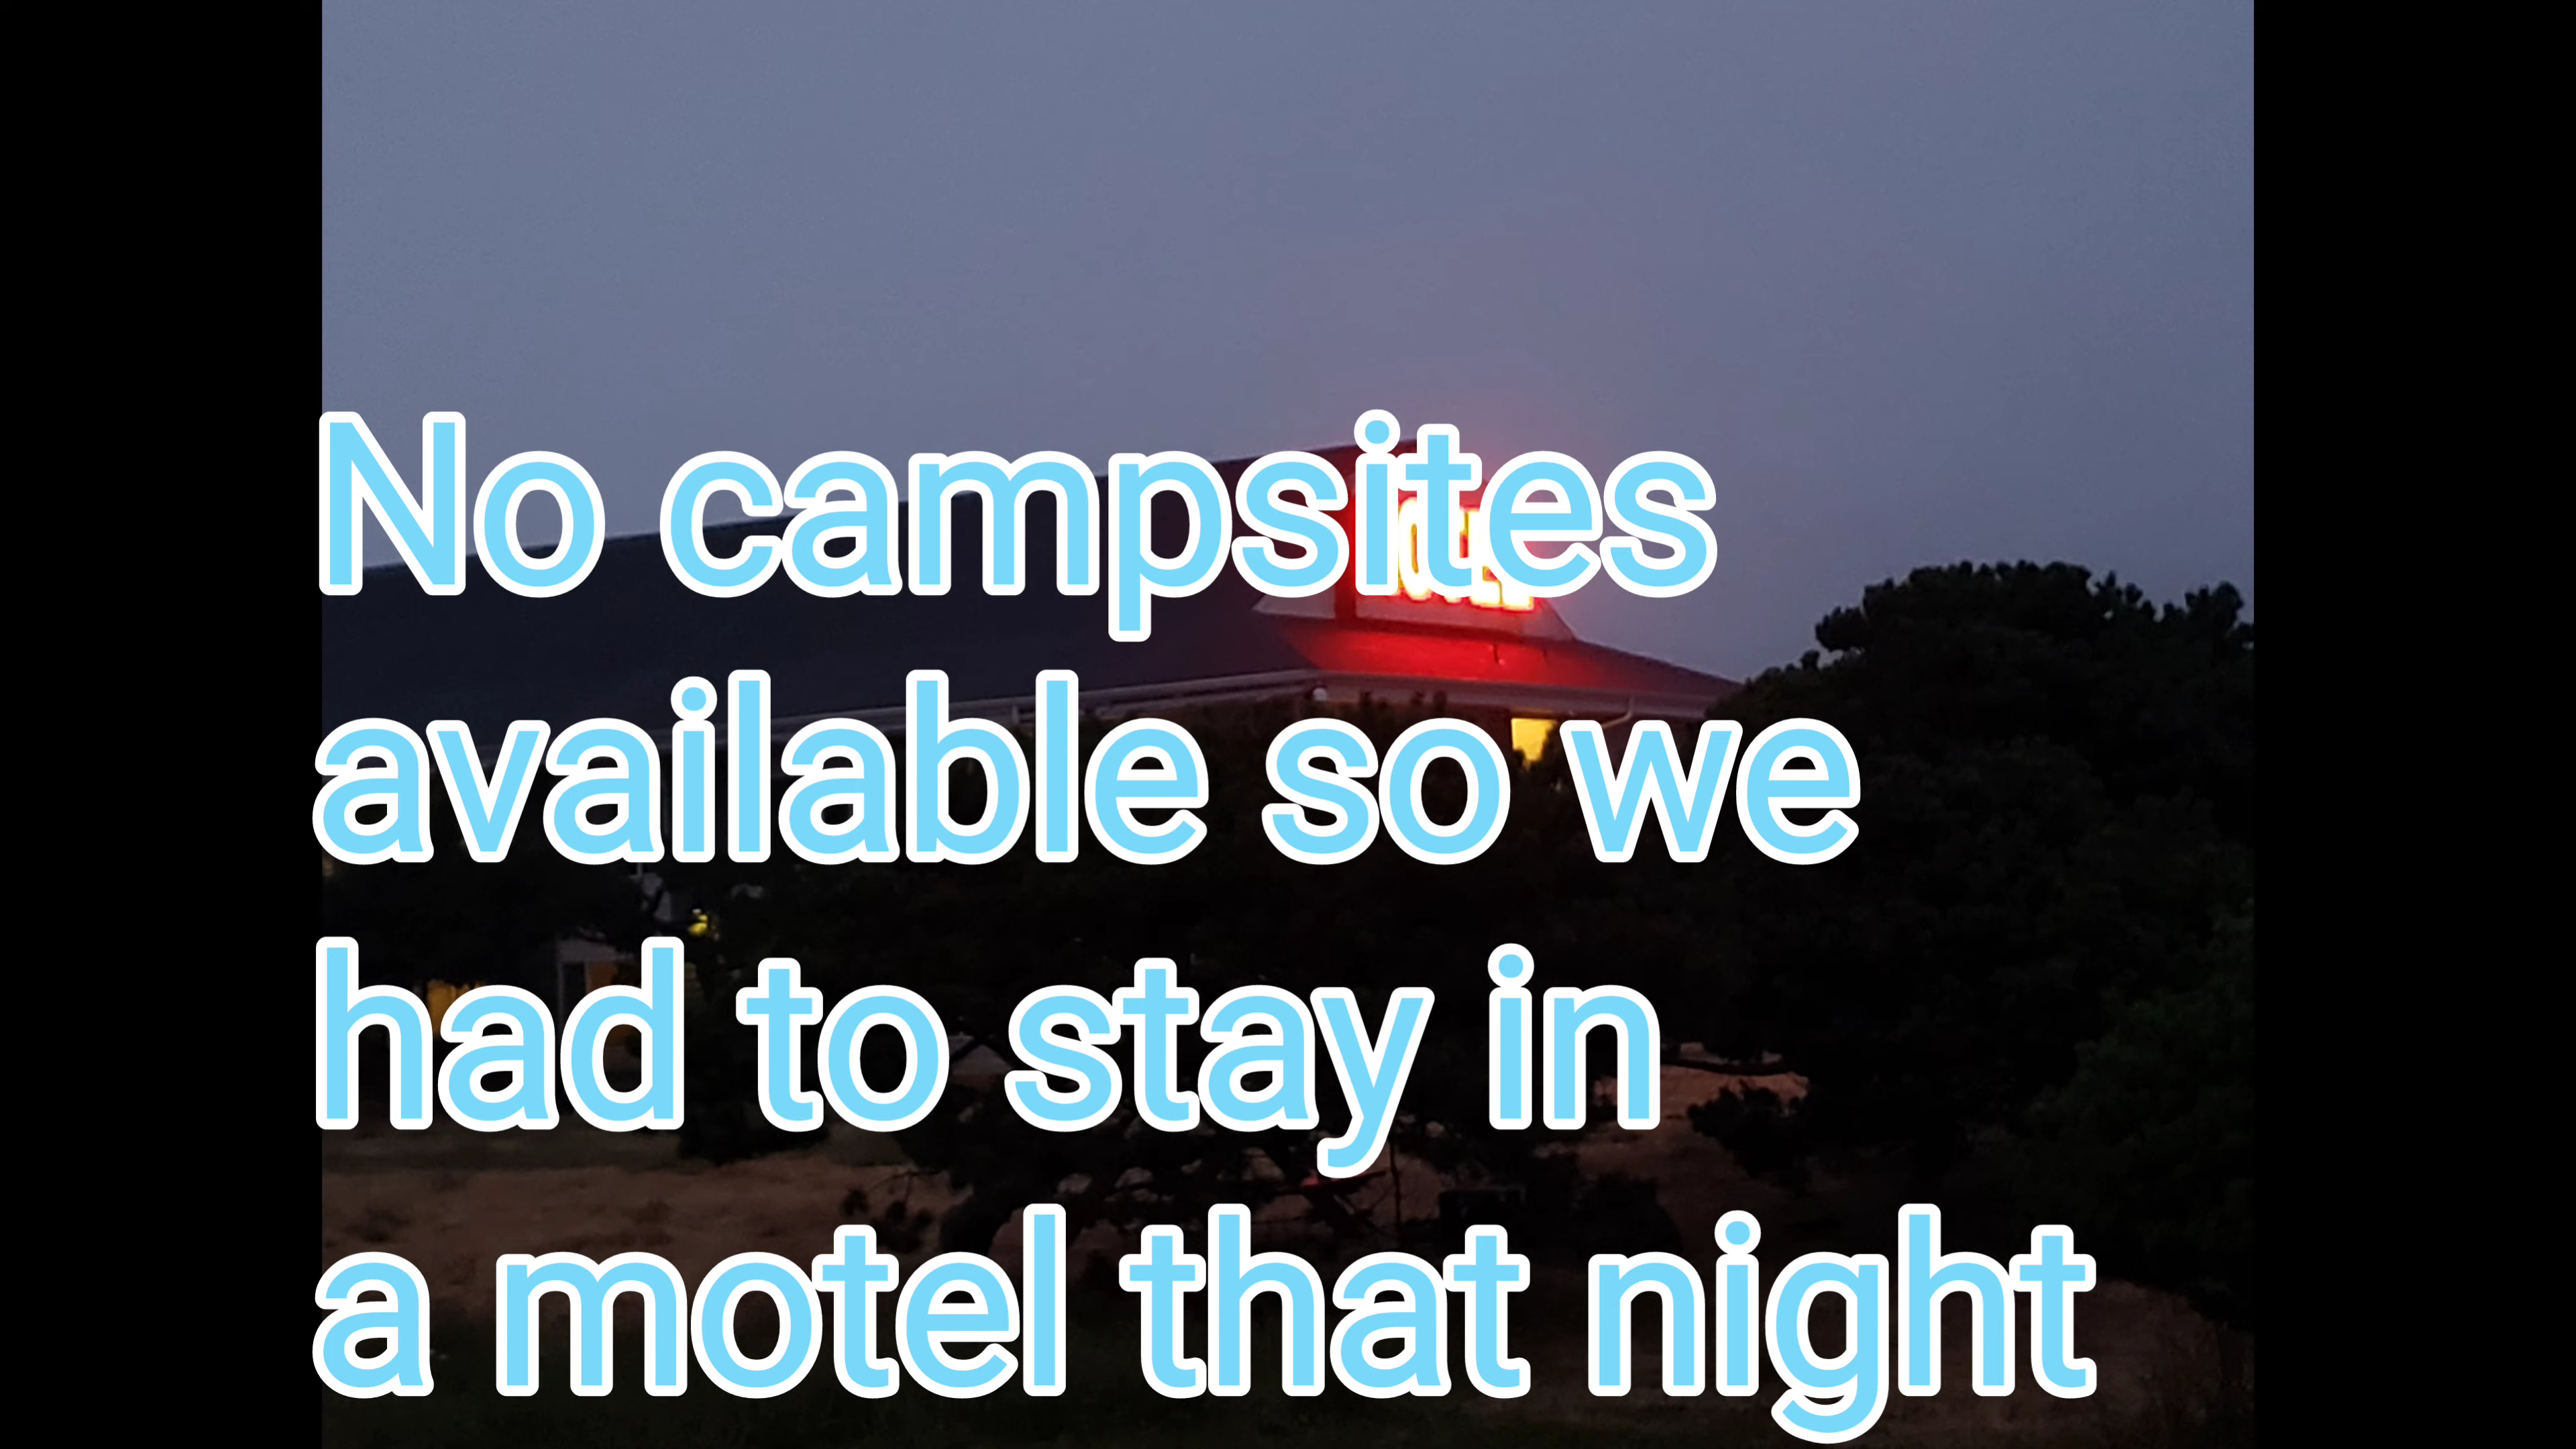 No campsites
available so we
had to stay in
a motel that night